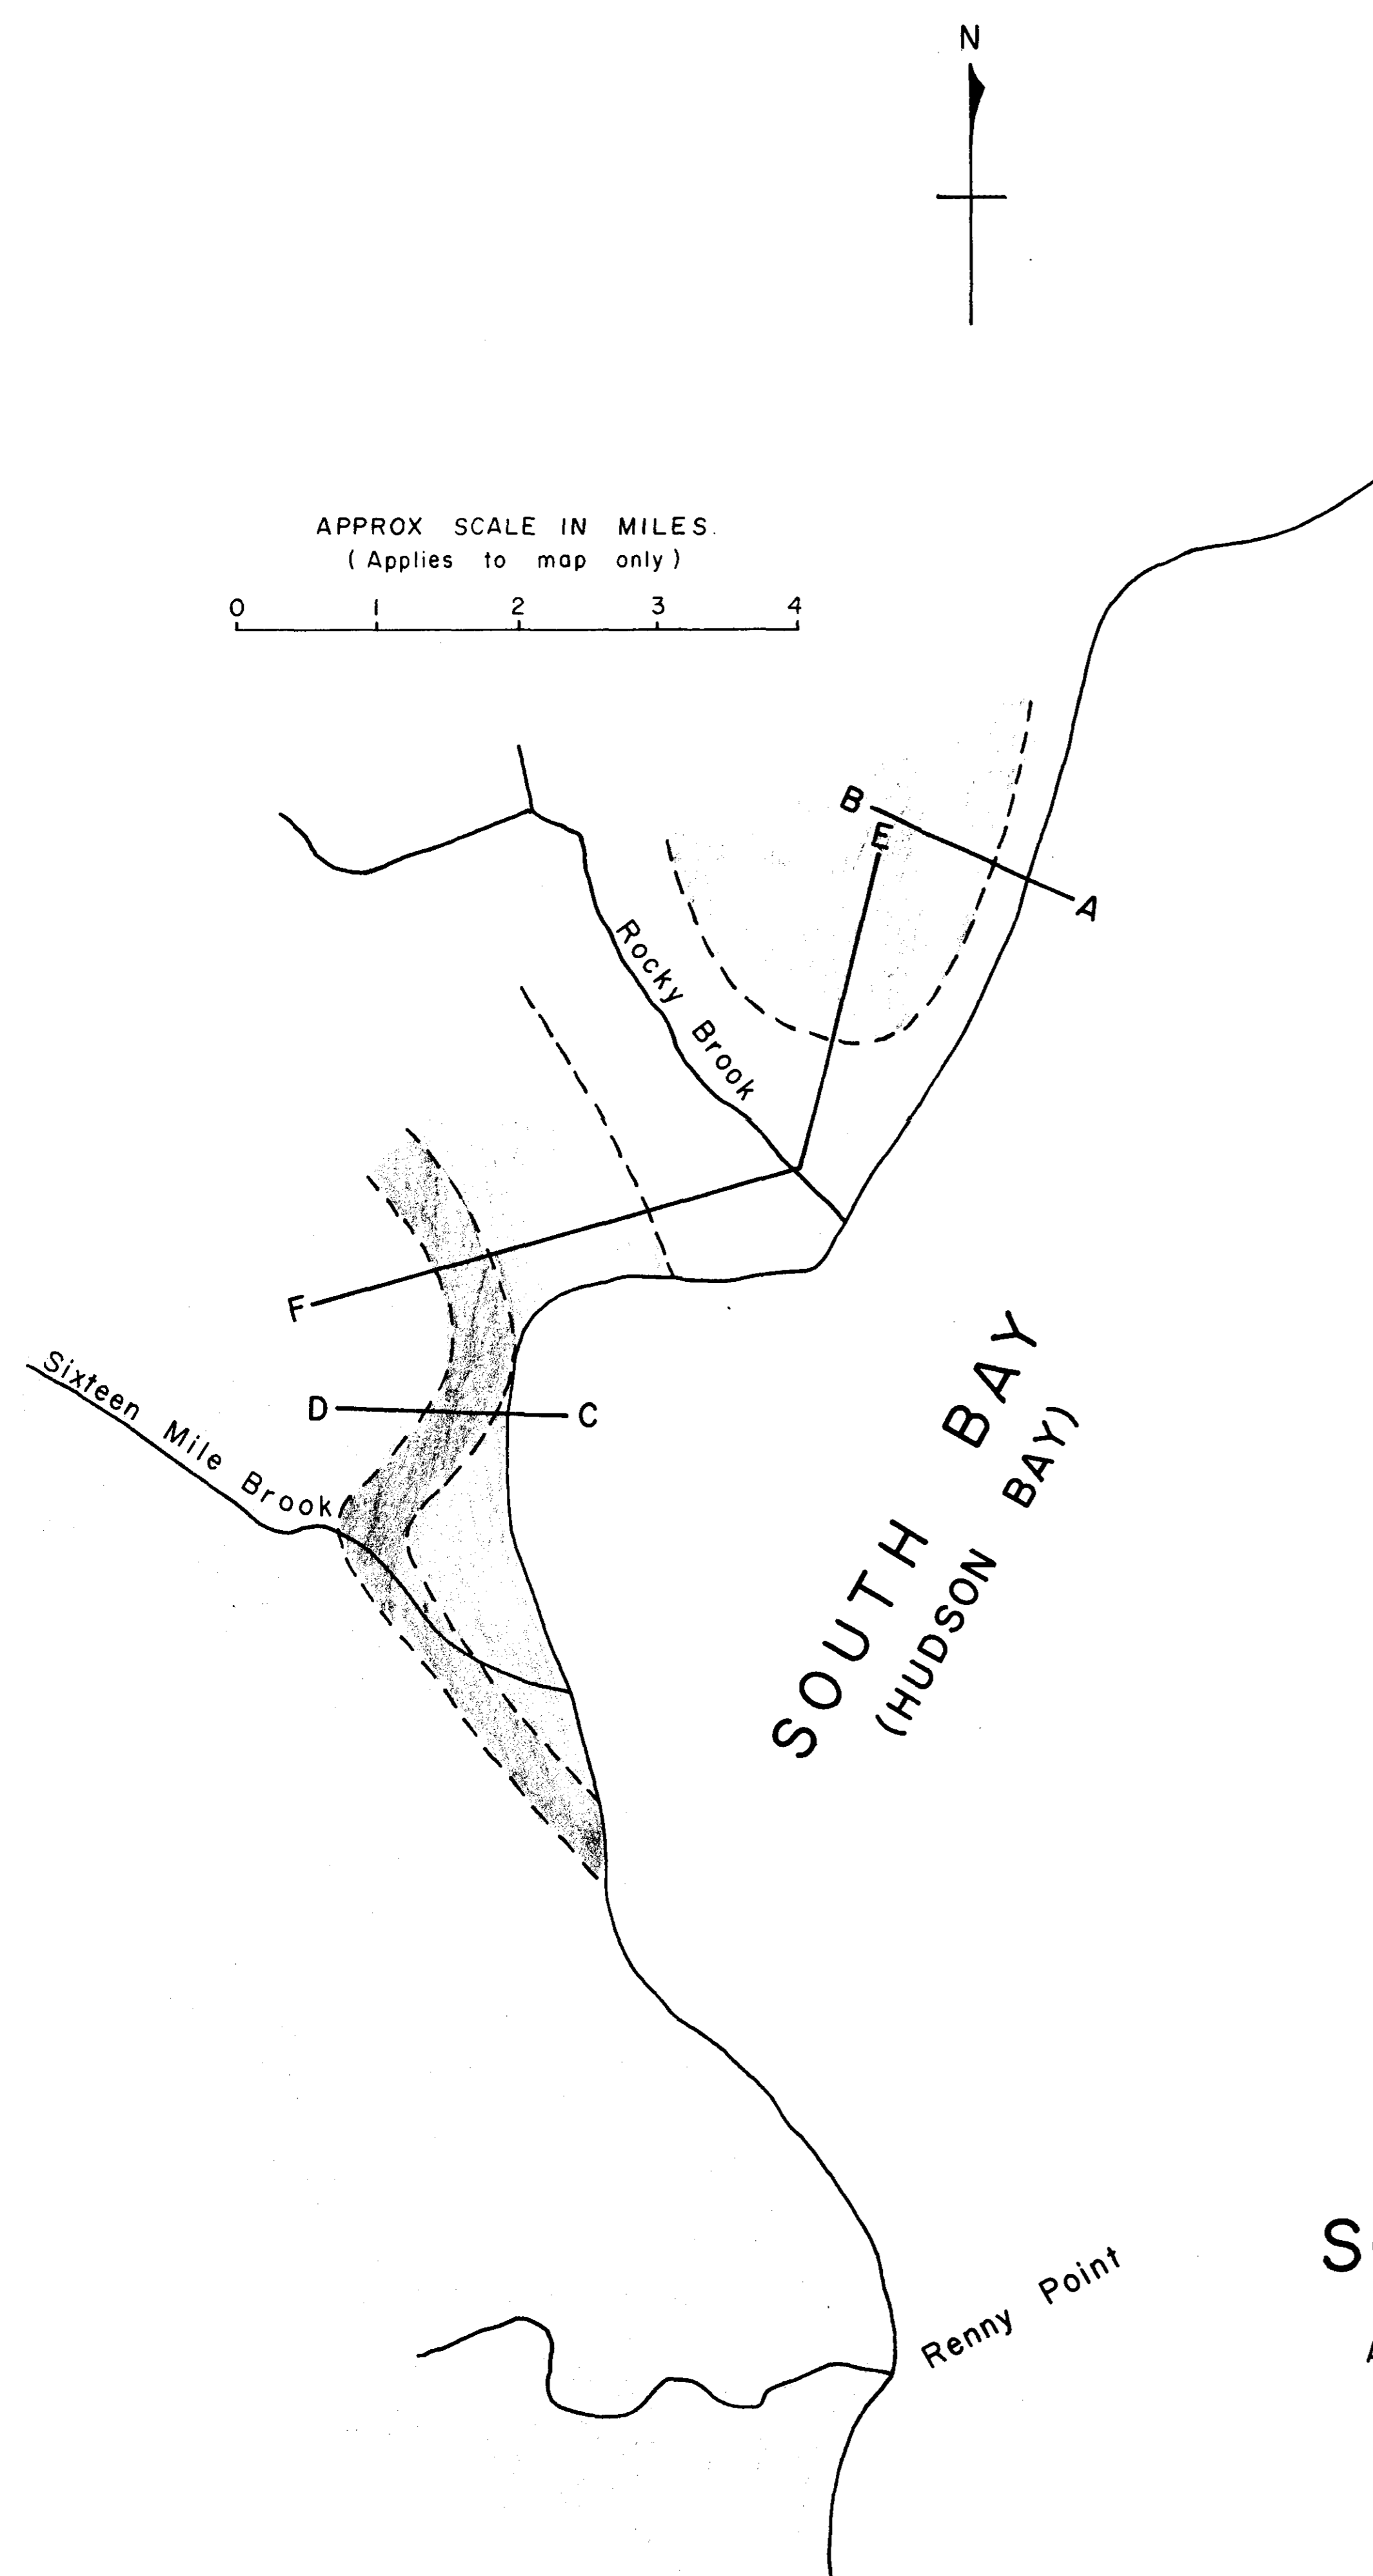 N
APPROX SCALE IN MILES.
(Applies to map only)
0 1 2 3 4
B
E
A
Rocky Brook
F
Sixteen Mile Brook
D
C
SOUTH BAY
(HUDSON BAY)
Renny Point
S